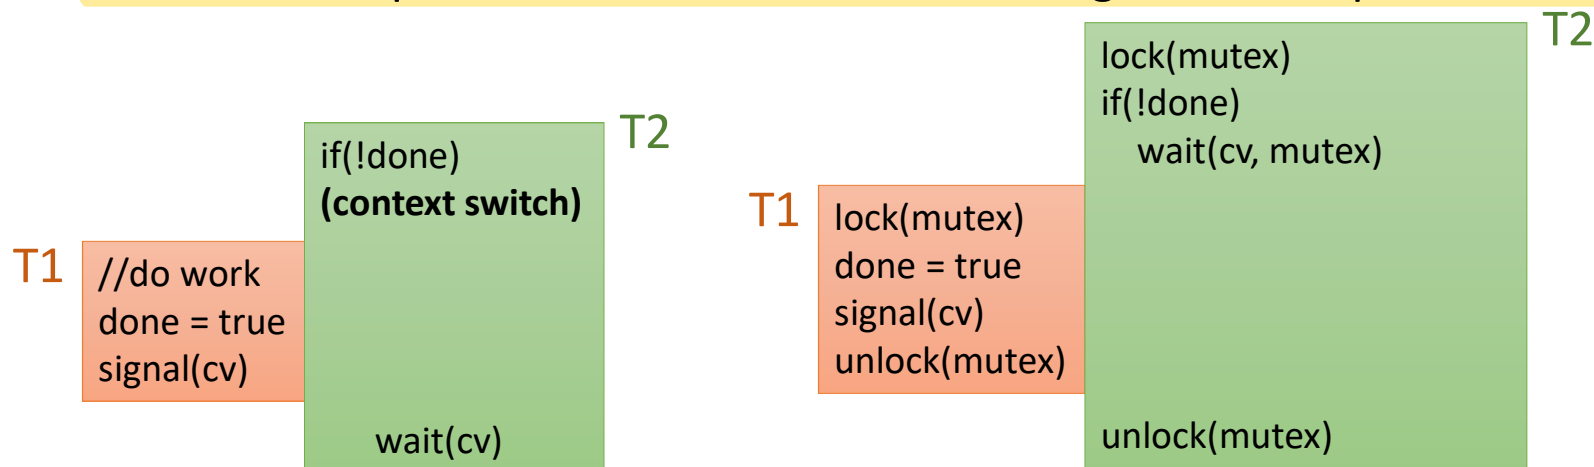 T2
if(!done)
(context switch)
T1
//do work
done = true
signal(cv)
wait(cv)
T2
lock(mutex)
if(!done)
wait(cv, mutex)
T1
lock(mutex)
done = true
signal(cv)
unlock(mutex)
unlock(mutex)